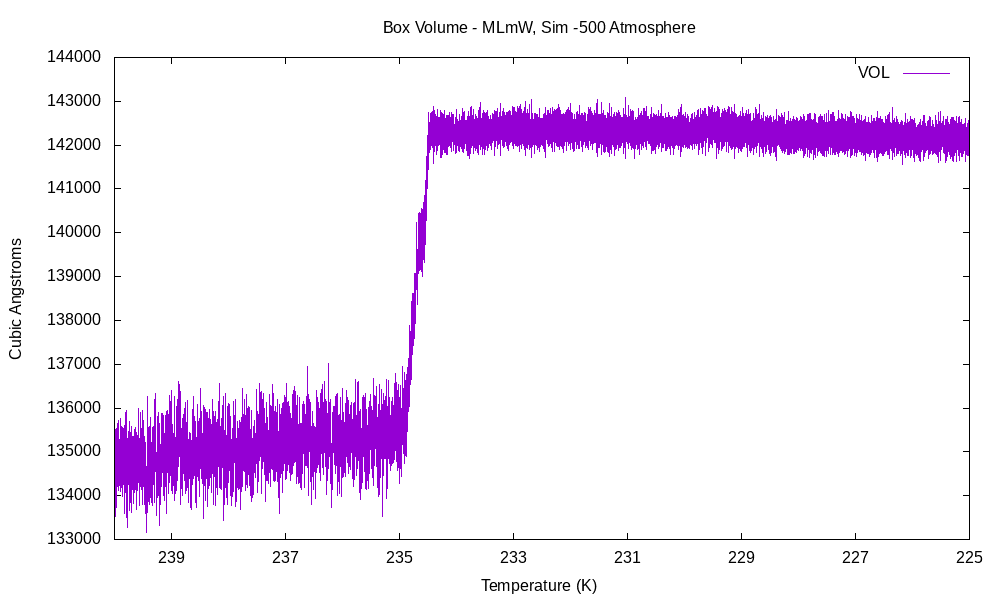 Box Volume - MLmW, Sim -500 Atmosphere
VOL
144000
143000
142000
141000
140000
139000
138000
137000
136000
135000
134000
133000
Cubic Angstroms
239 237 235 233 231 229 227 225
Temperature (K)